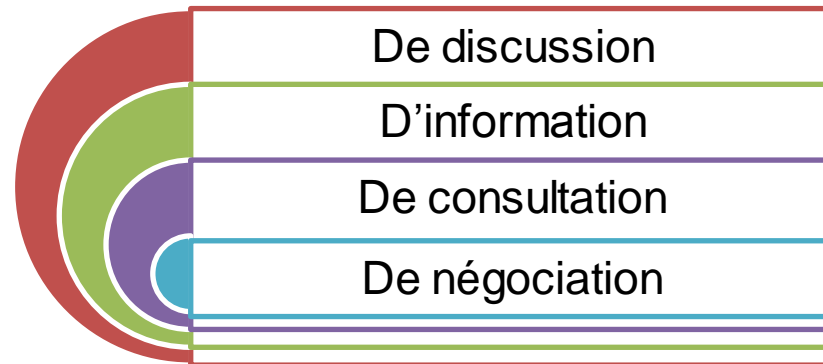 De discussion
D’information
De consultation
De négociation